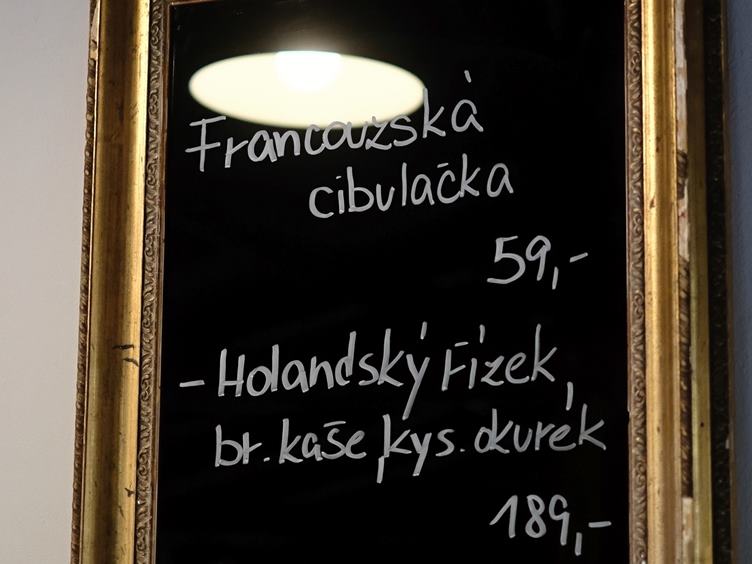 Francouzská
cibulačka
59,-
- Holandský řízek,
br. kaše, kys. okurek
189,-